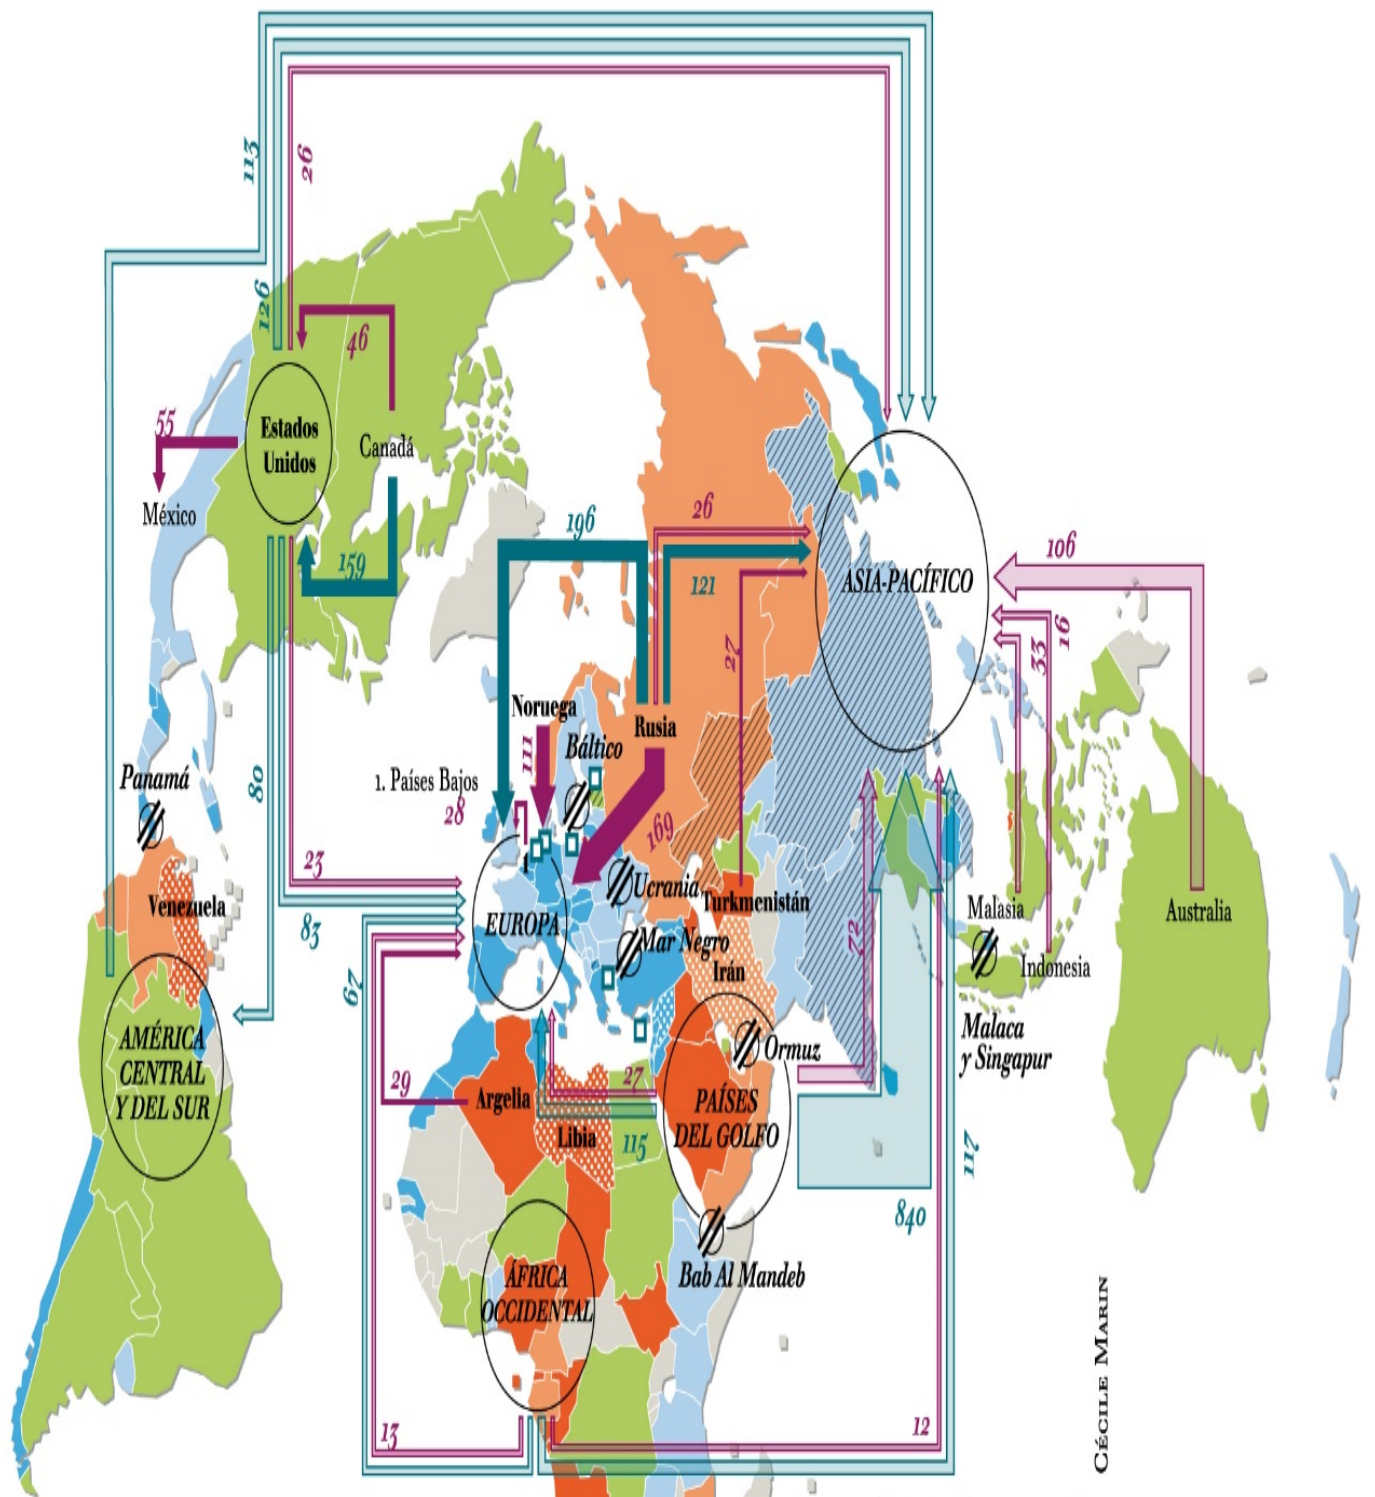 113
26
126
46
Estados
Unidos
Canadá
55
México
159
196
26
121
ASIA-PACÍFICO
106
27
33
16
Noruega
Rusia
111
Báltico
1. Países Bajos
28
Panamá
80
169
1
23
Ucrania
Turkmenistán
Venezuela
EUROPA
83
Mar Negro
Irán
72
Malasia
Australia
Indonesia
67
AMÉRICA
CENTRAL
Y DEL SUR
Malaca
y Singapur
Ormuz
29
Argelia
27
PAÍSES
DEL GOLFO
Libia
115
117
840
ÁFRICA
OCCIDENTAL
Bab Al Mandeb
13
12
CÉCILE MARIN